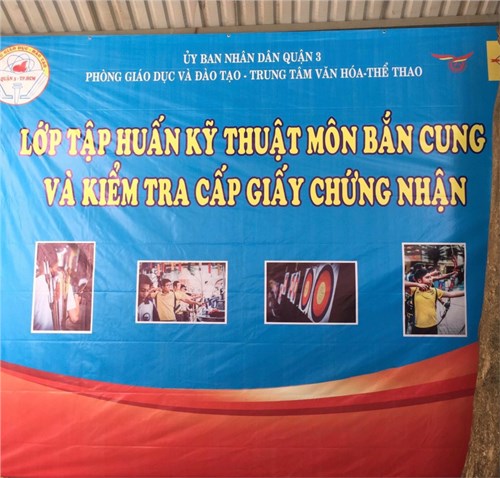 ỦY BAN NHÂN DÂN QUẬN 3
PHÒNG GIÁO DỤC VÀ ĐÀO TẠO - TRUNG TÂM VĂN HÓA-THỂ THAO
LỚP TẬP HUẤN KỸ THUẬT MÔN BẮN CUNG
VÀ KIỂM TRA CẤP GIẤY CHỨNG NHẬN